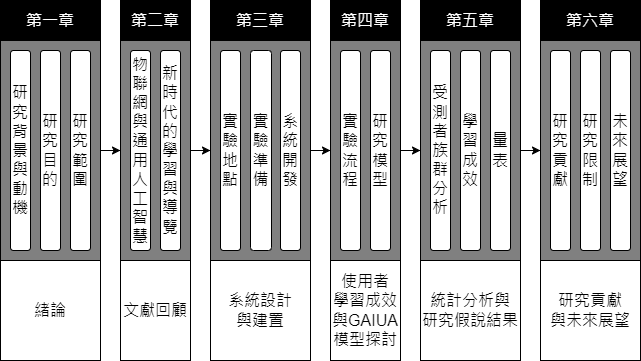 第一章
研究背景與動機
研究目的
研究範圍
緒論
第二章
物聯網與通用人工智慧
新時代的學習與導覽
文獻回顧
第三章
實驗地點
實驗準備
系統開發
系統設計
與建置
第四章
實驗流程
研究模型
使用者
學習成效
與GAIUA
模型探討
第五章
受測者族群分析
學習成效
量表
統計分析與
研究假說結果
第六章
研究貢獻
研究限制
未來展望
研究貢獻
與未來展望